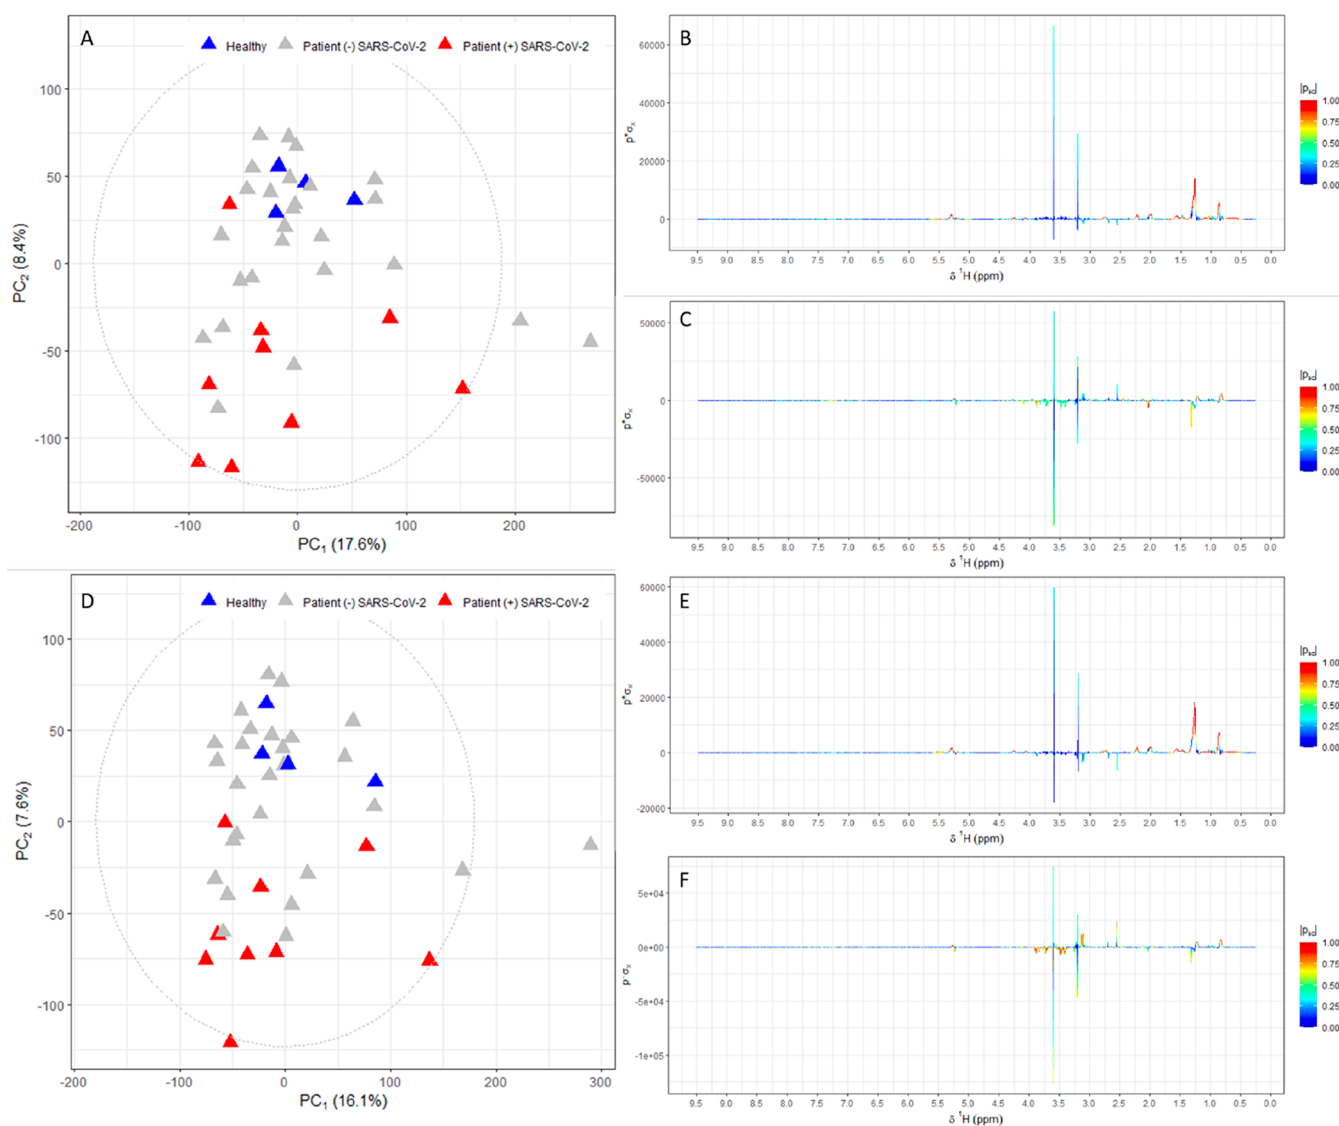 A
Healthy Patient (-) SARS-CoV-2 Patient (+) SARS-CoV-2
100
50
0
-50
-100
PC2 (8.4%)
-200 -100 0 100 200
PC1 (17.6%)
B
60000
40000
20000
0
p*σx
9.5 9.0 8.5 8.0 7.5 7.0 6.5 6.0 5.5 5.0 4.5 4.0 3.5 3.0 2.5 2.0 1.5 1.0 0.5 0.0
δ 1H (ppm)
|psc|
1.00
0.75
0.50
0.25
0.00
C
50000
0
-50000
p*σx
9.5 9.0 8.5 8.0 7.5 7.0 6.5 6.0 5.5 5.0 4.5 4.0 3.5 3.0 2.5 2.0 1.5 1.0 0.5 0.0
δ 1H (ppm)
|psc|
1.00
0.75
0.50
0.25
0.00
D
Healthy Patient (-) SARS-CoV-2 Patient (+) SARS-CoV-2
100
50
0
-50
-100
PC2 (7.6%)
-200 -100 0 100 200 300
PC1 (16.1%)
E
60000
40000
20000
0
-20000
p*σx
9.5 9.0 8.5 8.0 7.5 7.0 6.5 6.0 5.5 5.0 4.5 4.0 3.5 3.0 2.5 2.0 1.5 1.0 0.5 0.0
δ 1H (ppm)
|psc|
1.00
0.75
0.50
0.25
0.00
F
5e+04
0e+00
-5e+04
-1e+05
p*σx
9.5 9.0 8.5 8.0 7.5 7.0 6.5 6.0 5.5 5.0 4.5 4.0 3.5 3.0 2.5 2.0 1.5 1.0 0.5 0.0
δ 1H (ppm)
|psc|
1.00
0.75
0.50
0.25
0.00